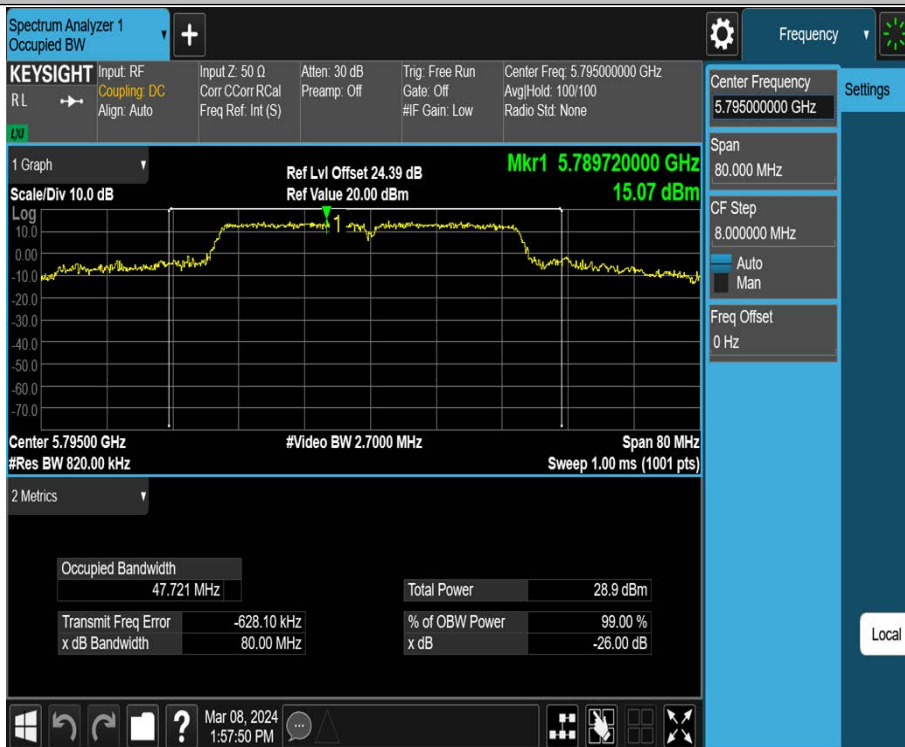 Spectrum Analyzer 1
Occupied BW
+
Frequency
KEYSIGHT
R L
LXI
Input: RF
Coupling: DC
Align: Auto
Input Z: 50 Ω
Corr CCorr RCal
Freq Ref: Int (S)
Atten: 30 dB
Preamp: Off
Trig: Free Run
Gate: Off
#IF Gain: Low
Center Freq: 5.795000000 GHz
Avg|Hold: 100/100
Radio Std: None
Center Frequency
5.795000000 GHz
Settings
Span
80.000 MHz
CF Step
8.000000 MHz
Auto
Man
Freq Offset
0 Hz
Local
1 Graph
Scale/Div 10.0 dB
Ref Lvl Offset 24.39 dB
Ref Value 20.00 dBm
Mkr1 5.789720000 GHz
15.07 dBm
Log
10.0
0.00
-10.0
-20.0
-30.0
-40.0
-50.0
-60.0
-70.0
1
Center 5.79500 GHz
#Video BW 2.7000 MHz
Span 80 MHz
#Res BW 820.00 kHz
Sweep 1.00 ms (1001 pts)
2 Metrics
Occupied Bandwidth
47.721 MHz
Total Power 28.9 dBm
Transmit Freq Error -628.10 kHz
% of OBW Power 99.00 %
x dB Bandwidth 80.00 MHz
x dB -26.00 dB
?
Mar 08, 2024
1:57:50 PM